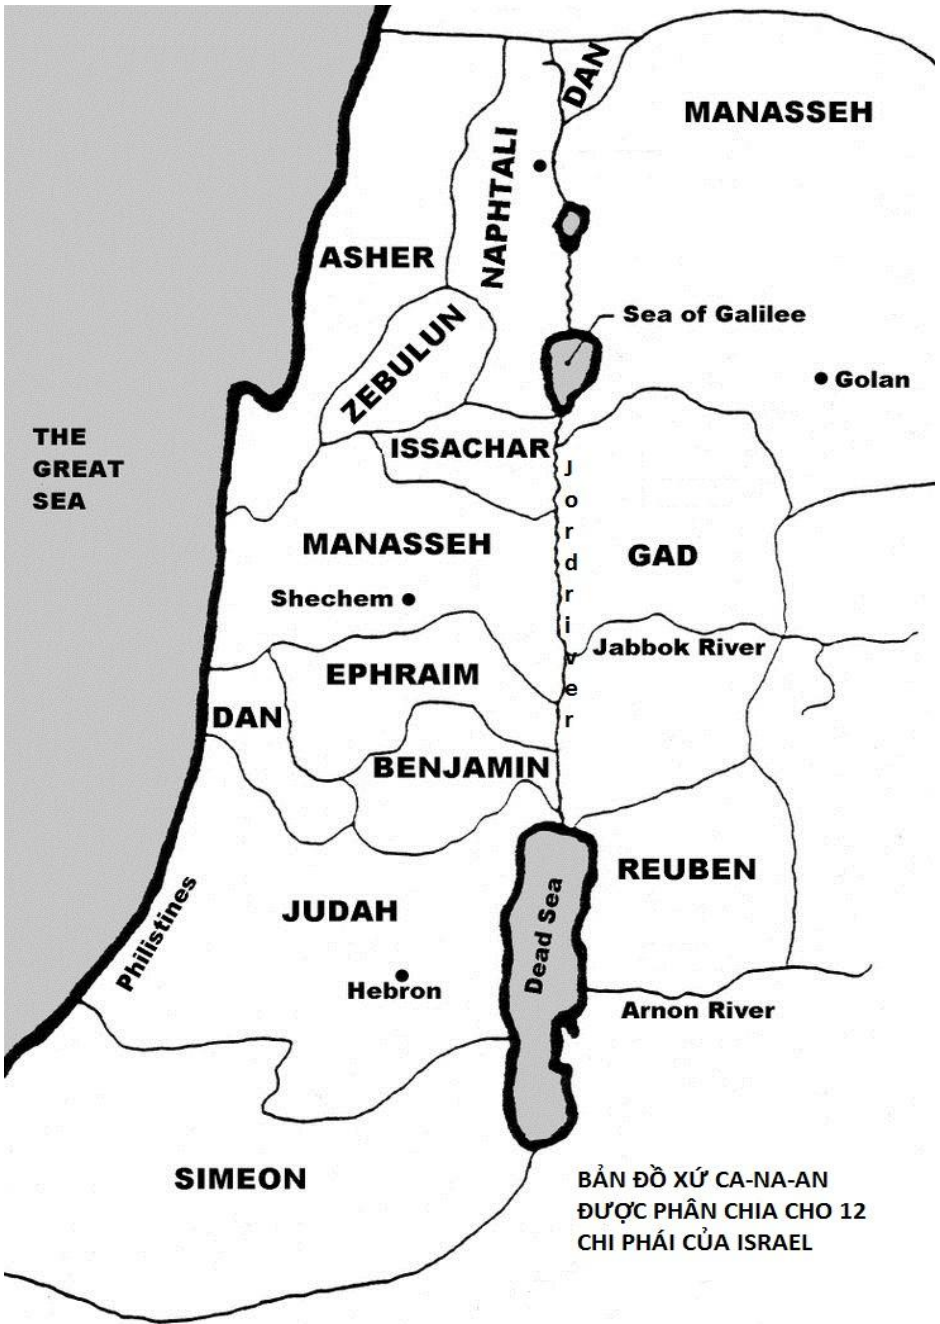 DAN
MANASSEH
NAPHTALI
ASHER
Sea of Galilee
ZEBULUN
Golan
THE
GREAT
SEA
ISSACHAR
Jordriver
MANASSEH
GAD
Shechem
Jabbok River
EPHRAIM
DAN
BENJAMIN
REUBEN
JUDAH
Philistines
Dead Sea
Hebron
Arnon River
SIMEON
BẢN ĐỒ XỨ CA-NA-AN
ĐƯỢC PHÂN CHIA CHO 12
CHI PHÁI CỦA ISRAEL